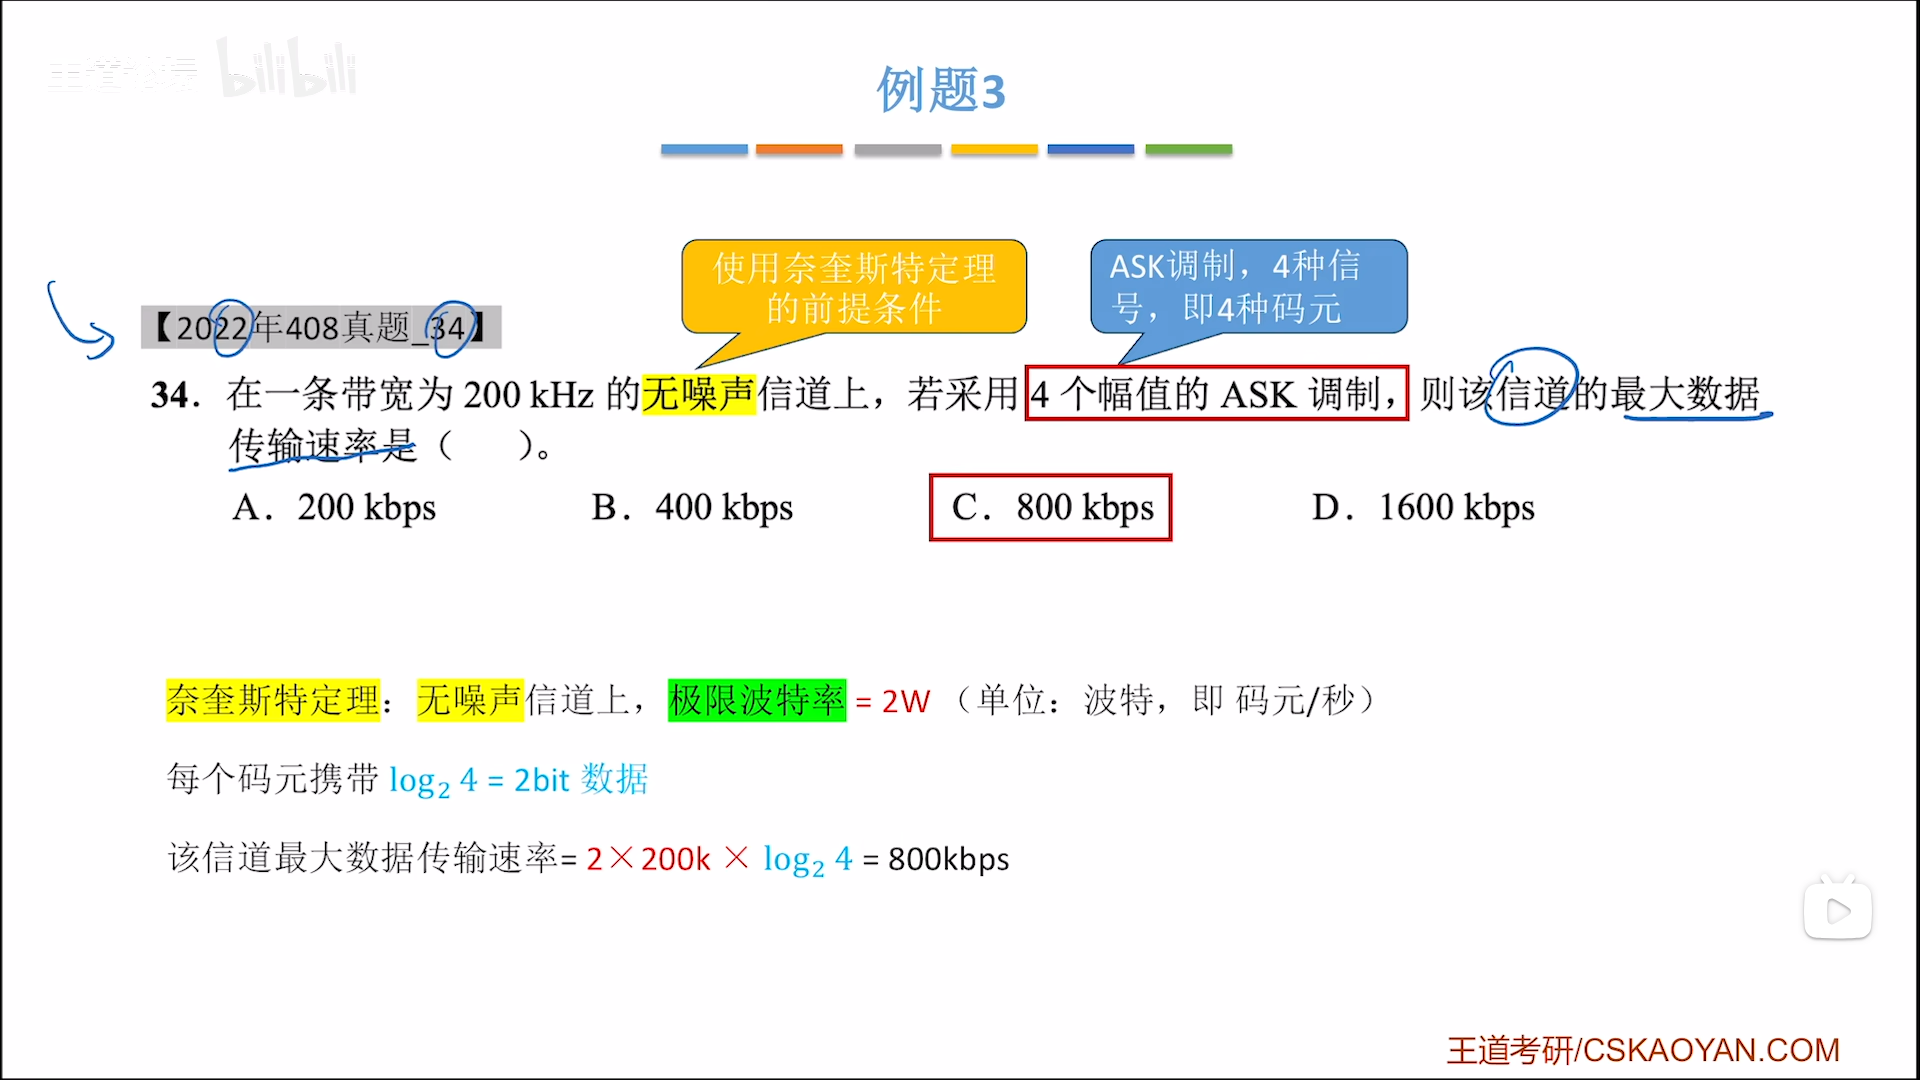 王道论坛 bilibili
例题3
使用奈奎斯特定理
的前提条件
ASK调制，4种信
号，即4种码元
【2022年408真题_34】
34．在一条带宽为 200 kHz 的无噪声信道上，若采用 4 个幅值的 ASK 调制，则该信道的最大数据
传输速率是（　　）。
A．200 kbps B．400 kbps C．800 kbps D．1600 kbps
奈奎斯特定理：无噪声信道上，极限波特率 = 2W （单位：波特，即 码元/秒）
每个码元携带 log₂ 4 = 2bit 数据
该信道最大数据传输速率= 2×200k × log₂ 4 = 800kbps
王道考研/CSKAOYAN.COM